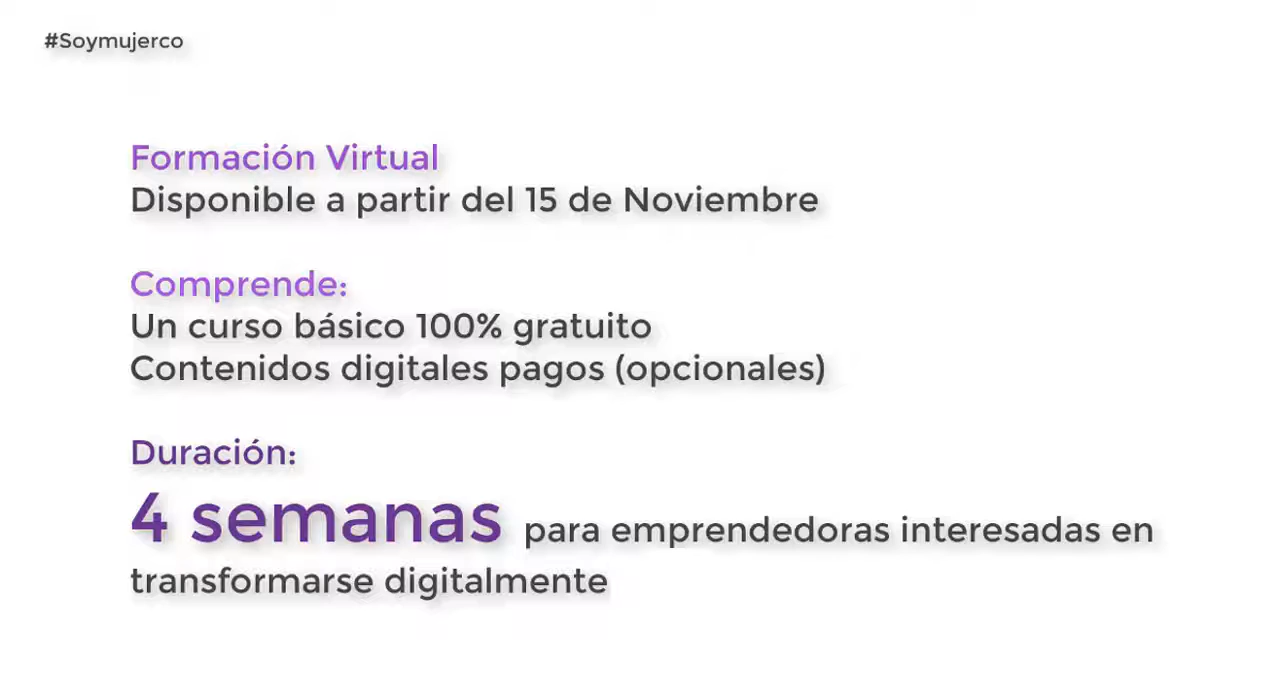 #Soymujerco
Formación Virtual
Disponible a partir del 15 de Noviembre
Comprende:
Un curso básico 100% gratuito
Contenidos digitales pagos (opcionales)
Duración:
4 semanas para emprendedoras interesadas en
transformarse digitalmente